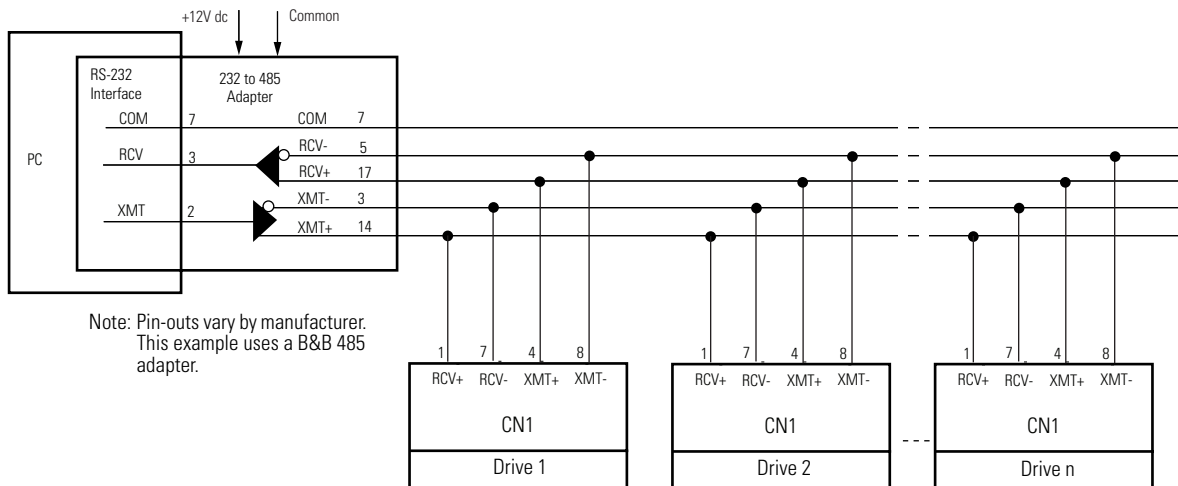 +12V dc
Common
RS-232
Interface
232 to 485
Adapter
COM 7 COM 7
RCV- 5
PC RCV 3
RCV+ 17
XMT- 3
XMT 2
XMT+ 14
Note: Pin-outs vary by manufacturer.
This example uses a B&B 485
adapter.
1 7 4 8
RCV+ RCV- XMT+ XMT-
CN1
Drive 1
1 7 4 8
RCV+ RCV- XMT+ XMT-
CN1
Drive 2
1 7 4 8
RCV+ RCV- XMT+ XMT-
CN1
Drive n